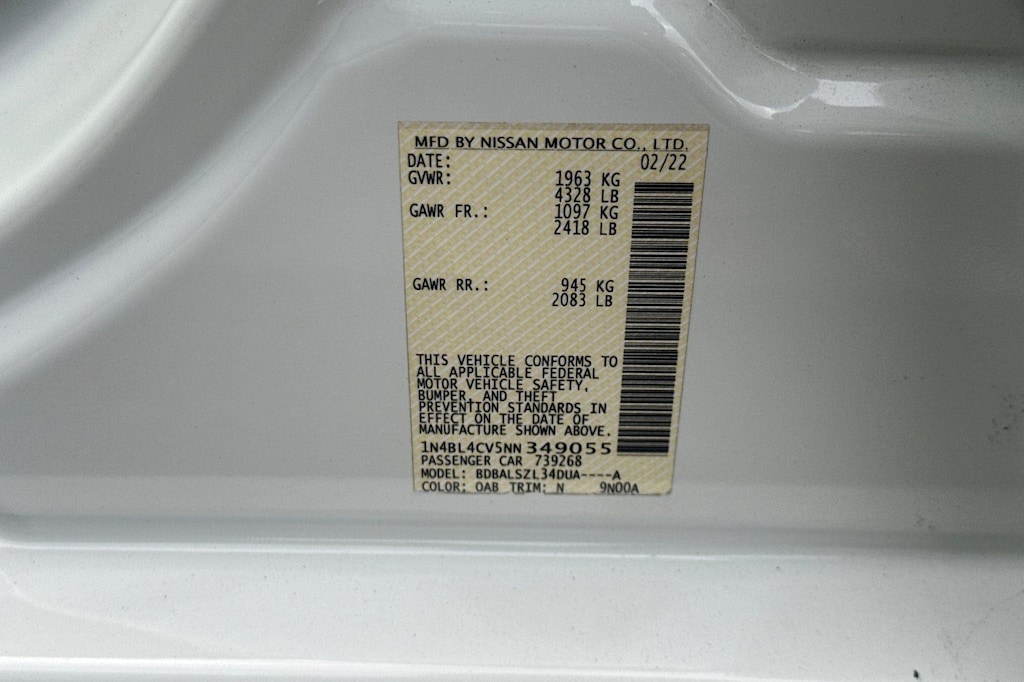 MFD BY NISSAN MOTOR CO., LTD.
DATE: 02/22
GVWR: 1963 KG
4328 LB
GAWR FR.: 1097 KG
2418 LB
GAWR RR.: 945 KG
2083 LB
THIS VEHICLE CONFORMS TO
ALL APPLICABLE FEDERAL
MOTOR VEHICLE SAFETY,
BUMPER, AND THEFT
PREVENTION STANDARDS IN
EFFECT ON THE DATE OF
MANUFACTURE SHOWN ABOVE.
1N4BL4CV5NN349055
PASSENGER CAR 739268
MODEL: BDBALSZL34DUA----A
COLOR: QAB TRIM: N 9N00A